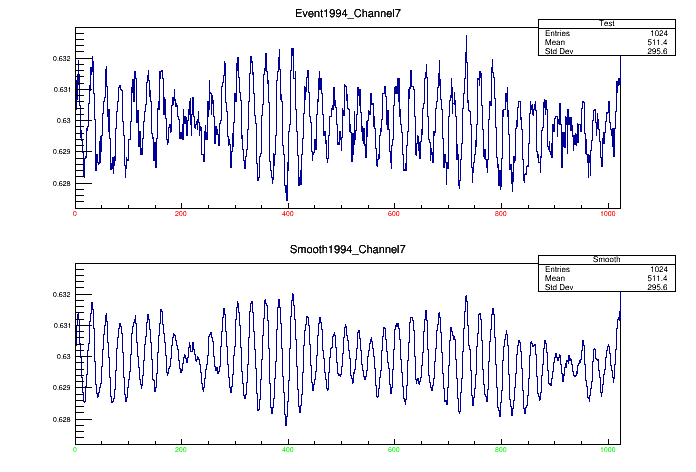 Event1994_Channel7
Test
Entries 1024
Mean 511.4
Std Dev 295.6
0.632
0.631
0.63
0.629
0.628
0 200 400 600 800 1000
Smooth1994_Channel7
Smooth
Entries 1024
Mean 511.4
Std Dev 295.6
0.632
0.631
0.63
0.629
0.628
0 200 400 600 800 1000